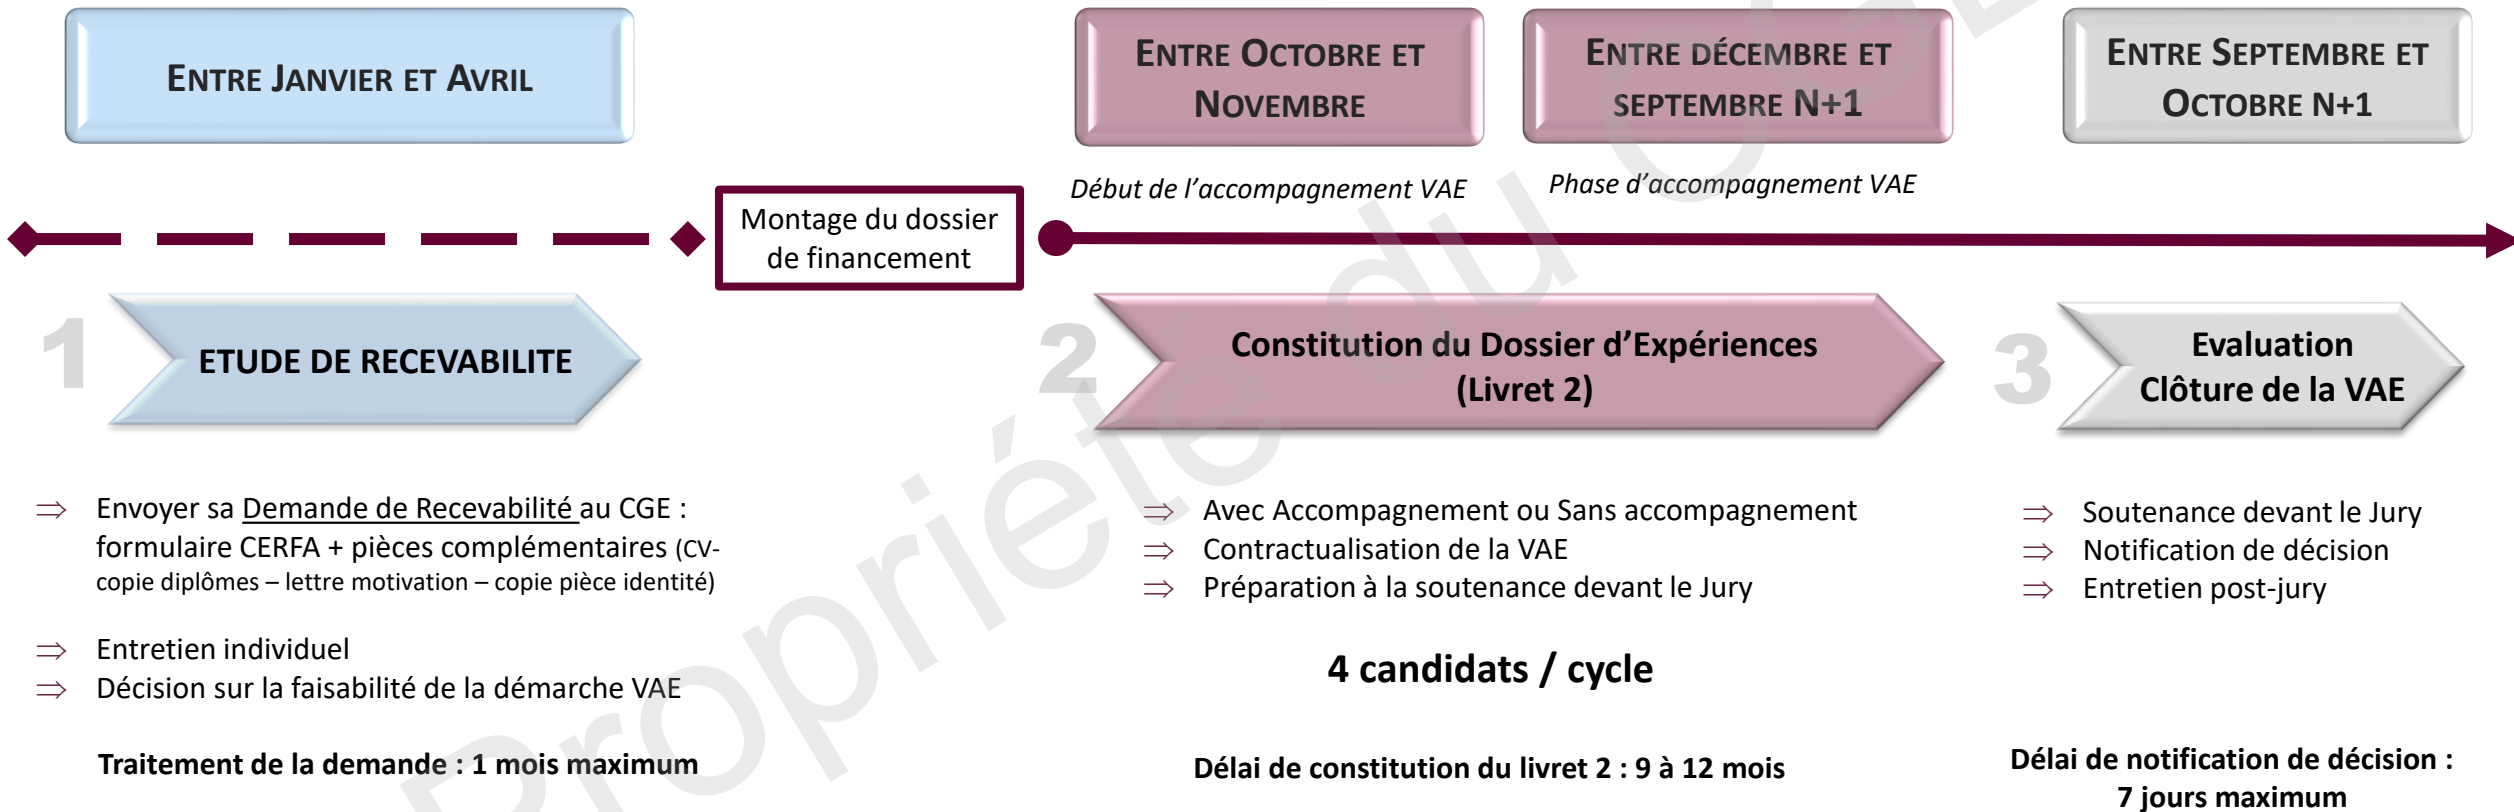 ENTRE JANVIER ET AVRIL
ENTRE OCTOBRE ET
NOVEMBRE
ENTRE DÉCEMBRE ET
SEPTEMBRE N+1
ENTRE SEPTEMBRE ET
OCTOBRE N+1
Début de l'accompagnement VAE
Phase d'accompagnement VAE
Montage du dossier
de financement
1
ETUDE DE RECEVABILITE
2
Constitution du Dossier d'Expériences
(Livret 2)
3
Evaluation
Clôture de la VAE
⇒ Envoyer sa Demande de Recevabilité au CGE :
formulaire CERFA + pièces complémentaires (CV-
copie diplômes – lettre motivation – copie pièce identité)
⇒ Entretien individuel
⇒ Décision sur la faisabilité de la démarche VAE
Traitement de la demande : 1 mois maximum
⇒ Avec Accompagnement ou Sans accompagnement
⇒ Contractualisation de la VAE
⇒ Préparation à la soutenance devant le Jury
4 candidats / cycle
Délai de constitution du livret 2 : 9 à 12 mois
⇒ Soutenance devant le Jury
⇒ Notification de décision
⇒ Entretien post-jury
Délai de notification de décision :
7 jours maximum
Propriété du CGE